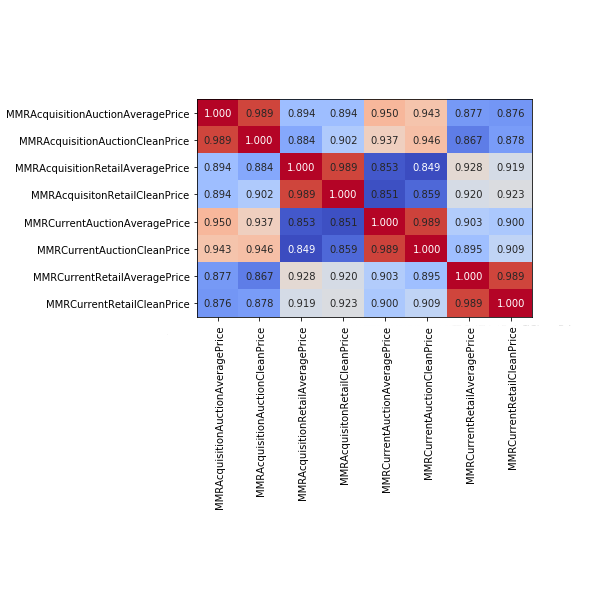 MMRAcquisitionAuctionAveragePrice 1.000 0.989 0.894 0.894 0.950 0.943 0.877 0.876
MMRAcquisitionAuctionCleanPrice 0.989 1.000 0.884 0.902 0.937 0.946 0.867 0.878
MMRAcquisitionRetailAveragePrice 0.894 0.884 1.000 0.989 0.853 0.849 0.928 0.919
MMRAcquisitonRetailCleanPrice 0.894 0.902 0.989 1.000 0.851 0.859 0.920 0.923
MMRCurrentAuctionAveragePrice 0.950 0.937 0.853 0.851 1.000 0.989 0.903 0.900
MMRCurrentAuctionCleanPrice 0.943 0.946 0.849 0.859 0.989 1.000 0.895 0.909
MMRCurrentRetailAveragePrice 0.877 0.867 0.928 0.920 0.903 0.895 1.000 0.989
MMRCurrentRetailCleanPrice 0.876 0.878 0.919 0.923 0.900 0.909 0.989 1.000
MMRAcquisitionAuctionAveragePrice
MMRAcquisitionAuctionCleanPrice
MMRAcquisitionRetailAveragePrice
MMRAcquisitonRetailCleanPrice
MMRCurrentAuctionAveragePrice
MMRCurrentAuctionCleanPrice
MMRCurrentRetailAveragePrice
MMRCurrentRetailCleanPrice